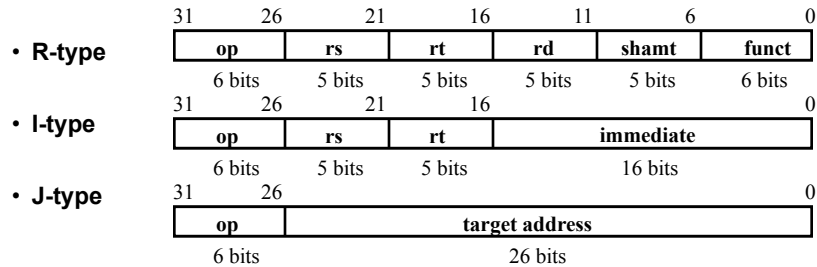 31 26 21 16 11 6 0
• R-type op rs rt rd shamt funct
6 bits 5 bits 5 bits 5 bits 5 bits 6 bits
31 26 21 16 0
• I-type op rs rt immediate
6 bits 5 bits 5 bits 16 bits
31 26 0
• J-type op target address
6 bits 26 bits